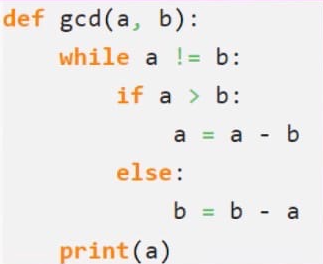 def gcd(a, b):
    while a != b:
        if a > b:
            a = a - b
        else:
            b = b - a
    print(a)